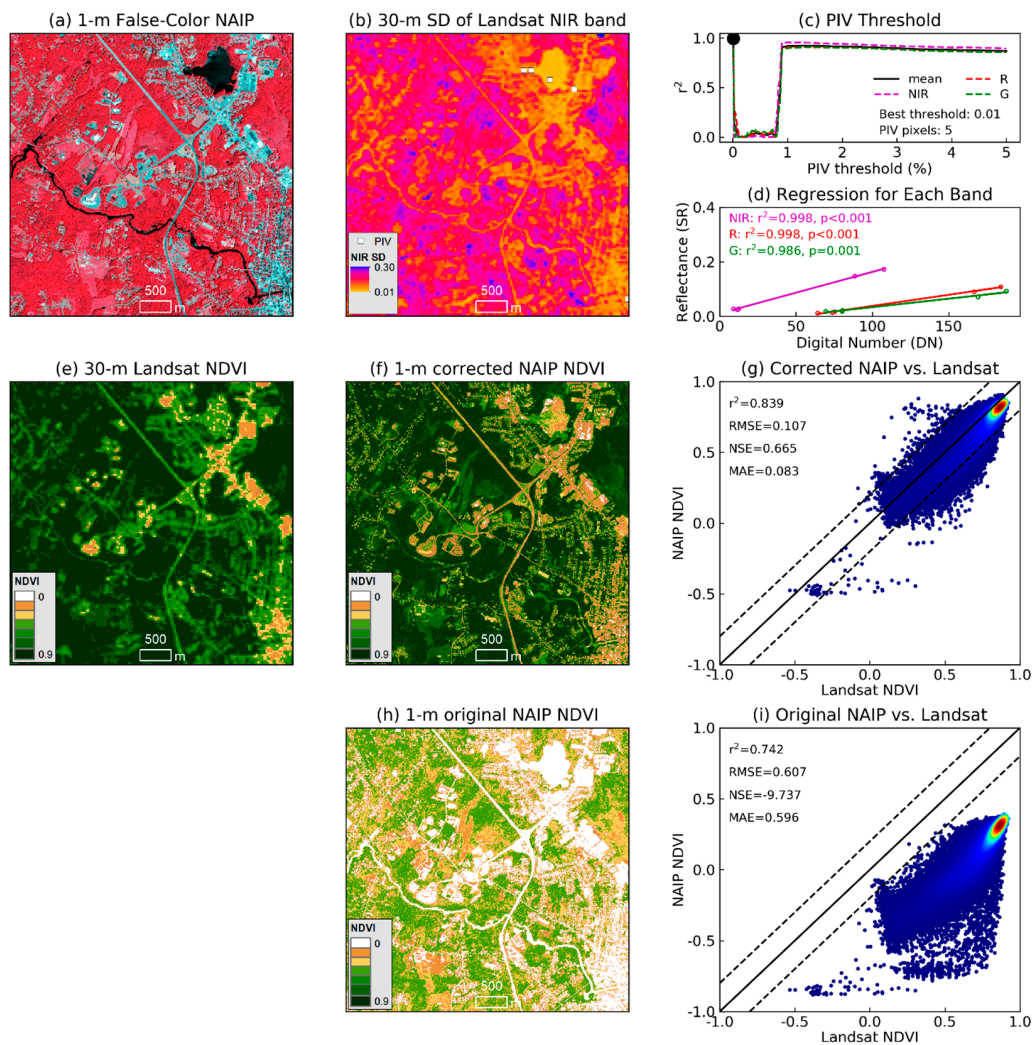 (a) 1-m False-Color NAIP
500
m
(b) 30-m SD of Landsat NIR band
PIV
NIR SD
0.30
0.01
500
m
(c) PIV Threshold
r²
1.0
0.5
0.0
mean
NIR
R
G
Best threshold: 0.01
PIV pixels: 5
0 1 2 3 4 5
PIV threshold (%)
(d) Regression for Each Band
Reflectance (SR)
0.4
0.2
0.0
NIR: r²=0.998, p<0.001
R: r²=0.998, p<0.001
G: r²=0.986, p=0.001
0 50 100 150 200
Digital Number (DN)
(e) 30-m Landsat NDVI
NDVI
0
0.9
500
m
(f) 1-m corrected NAIP NDVI
NDVI
0
0.9
500
m
(g) Corrected NAIP vs. Landsat
NAIP NDVI
1.0
0.5
0.0
-0.5
-1.0
r²=0.839
RMSE=0.107
NSE=0.665
MAE=0.083
-1.0 -0.5 0.0 0.5 1.0
Landsat NDVI
(h) 1-m original NAIP NDVI
NDVI
0
0.9
500
m
(i) Original NAIP vs. Landsat
NAIP NDVI
1.0
0.5
0.0
-0.5
-1.0
r²=0.742
RMSE=0.607
NSE=-9.737
MAE=0.596
-1.0 -0.5 0.0 0.5 1.0
Landsat NDVI